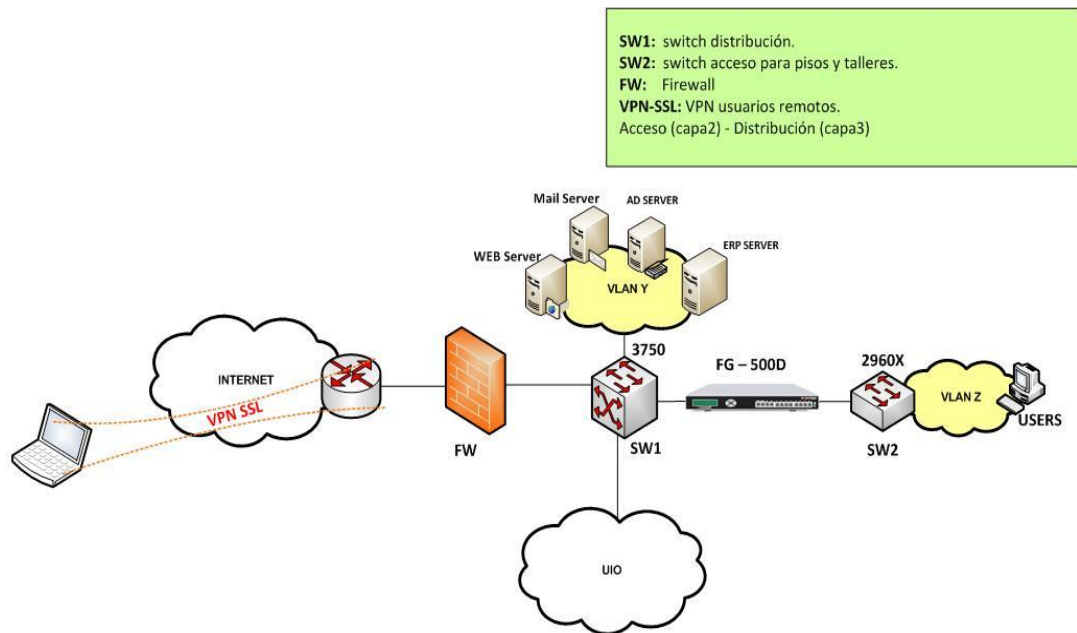 SW1: switch distribución.
SW2: switch acceso para pisos y talleres.
FW: Firewall
VPN-SSL: VPN usuarios remotos.
Acceso (capa2) - Distribución (capa3)
Mail Server
AD SERVER
WEB Server
ERP SERVER
VLAN Y
3750
FG – 500D
2960X
INTERNET
VPN SSL
VLAN Z
USERS
FW
SW1
SW2
UIO